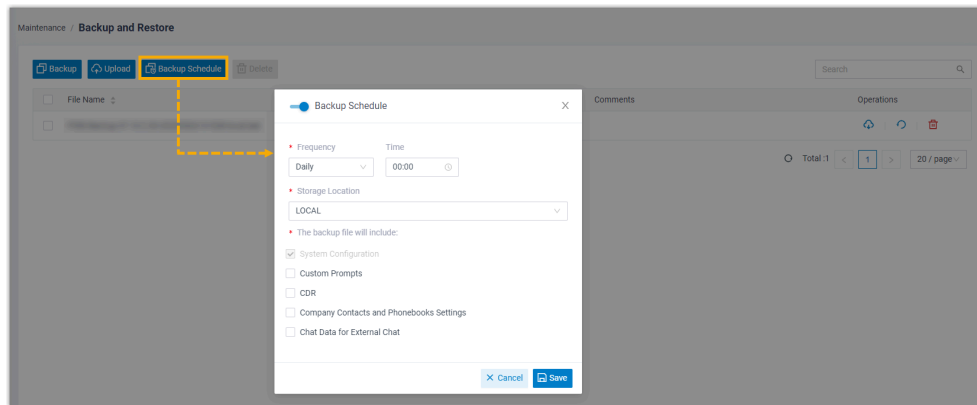 Maintenance / Backup and Restore
Backup Upload Backup Schedule Delete Search
File Name Comments Operations
Backup Schedule X
* Frequency Time
Daily 00:00
* Storage Location
LOCAL
* The backup file will include:
System Configuration
Custom Prompts
CDR
Company Contacts and Phonebooks Settings
Chat Data for External Chat
Cancel Save
Total :1 < 1 > 20 / page